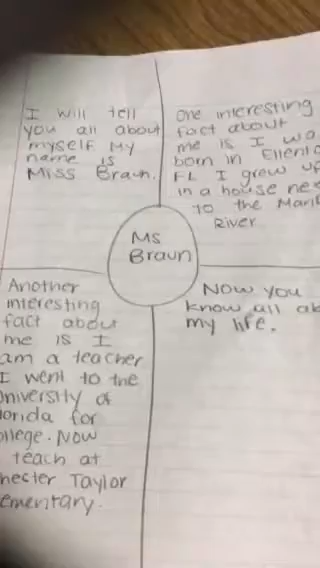 I will tell
you all about
myself My
name is
Miss Braun.
One interesting
fact about
me is I
born in
FL I grew up
in a house
to the
River
Ms
Braun
Another
interesting
fact about
me is I
am a teacher
I went to the
University of
for
Now
teach at
Taylor
Now you
know all
my life.